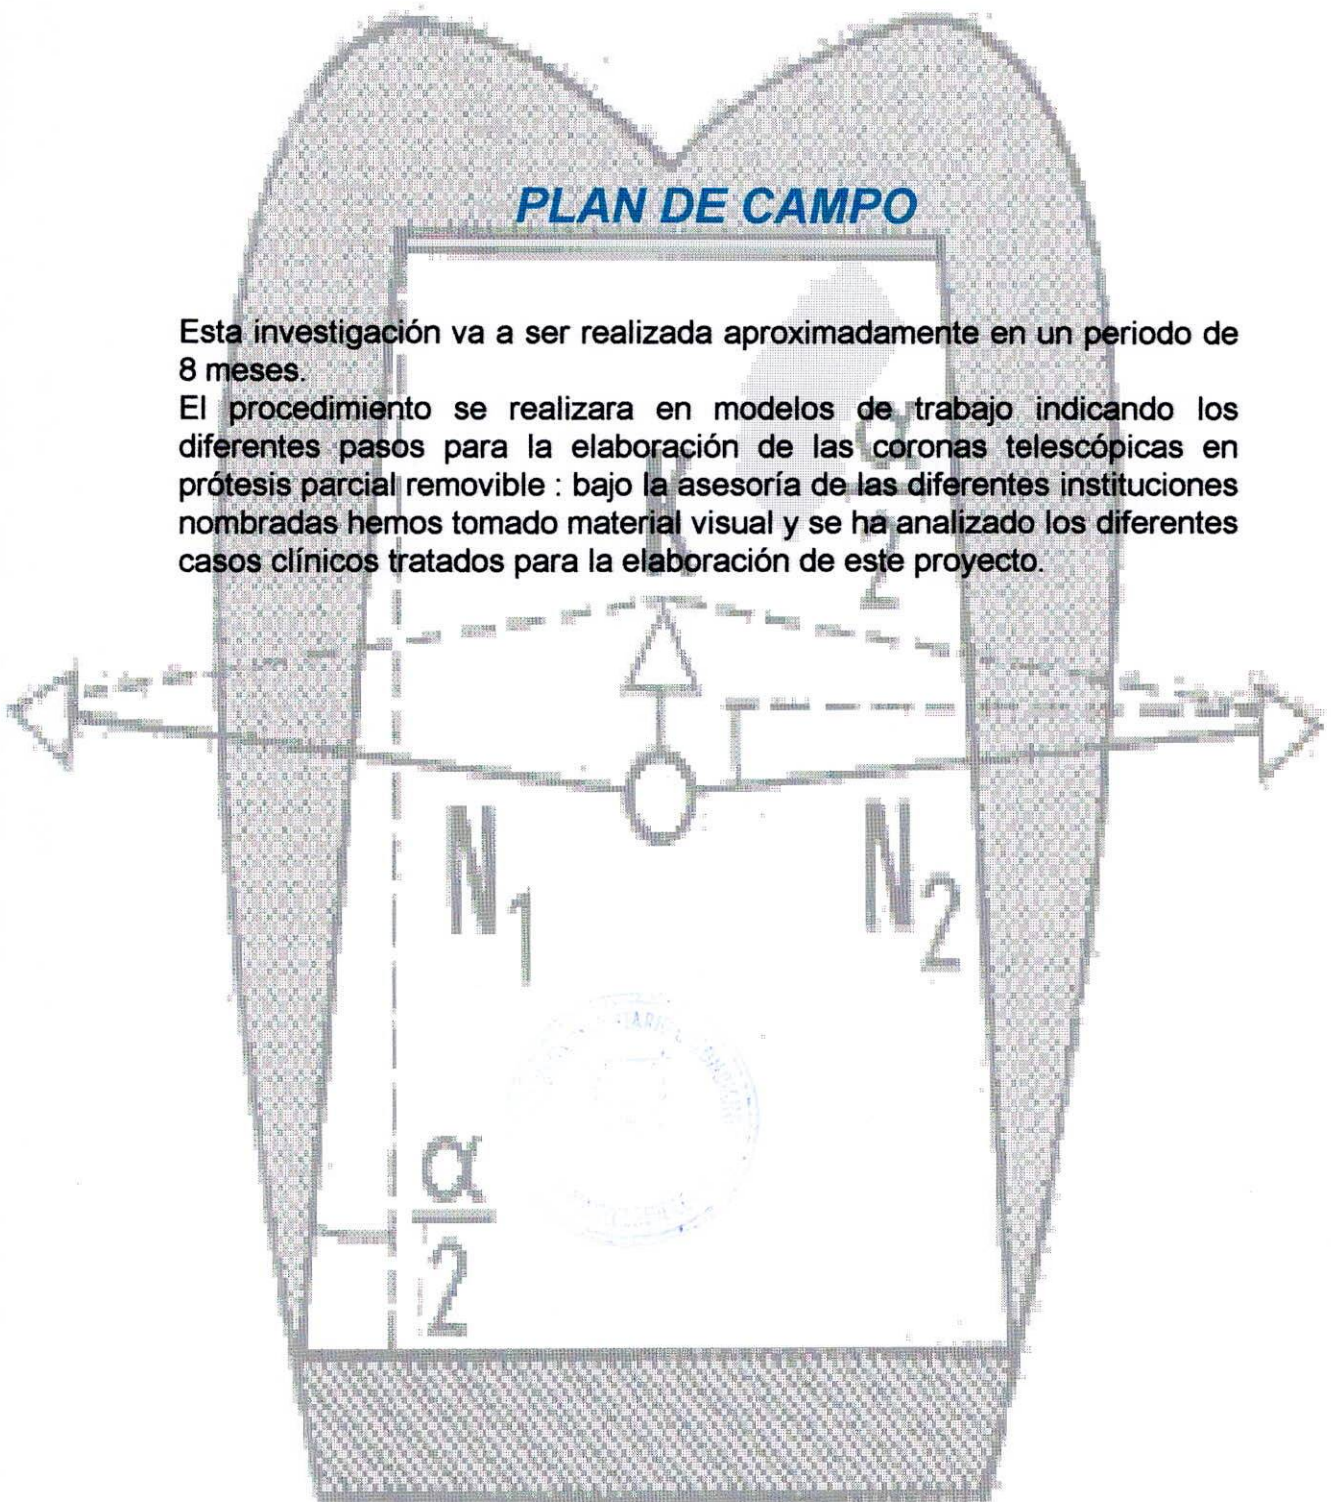 PLAN DE CAMPO
Esta investigación va a ser realizada aproximadamente en un periodo de
8 meses.
El procedimiento se realizara en modelos de trabajo indicando los
diferentes pasos para la elaboración de las coronas telescópicas en
prótesis parcial removible : bajo la asesoría de las diferentes instituciones
nombradas hemos tomado material visual y se ha analizado los diferentes
casos clínicos tratados para la elaboración de este proyecto.
K
α
2
N1
N2
α
2